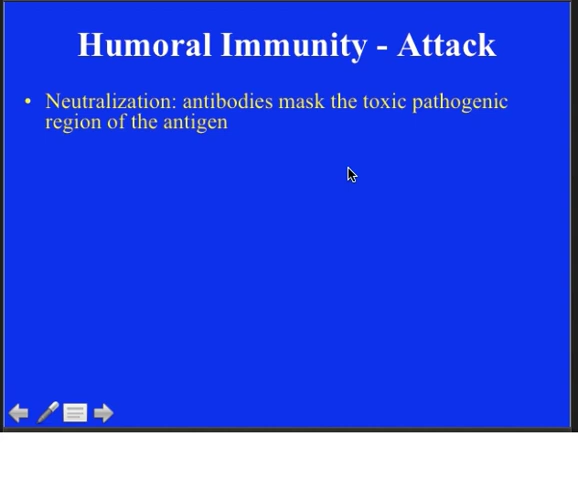 Humoral Immunity - Attack
• Neutralization: antibodies mask the toxic pathogenic
region of the antigen